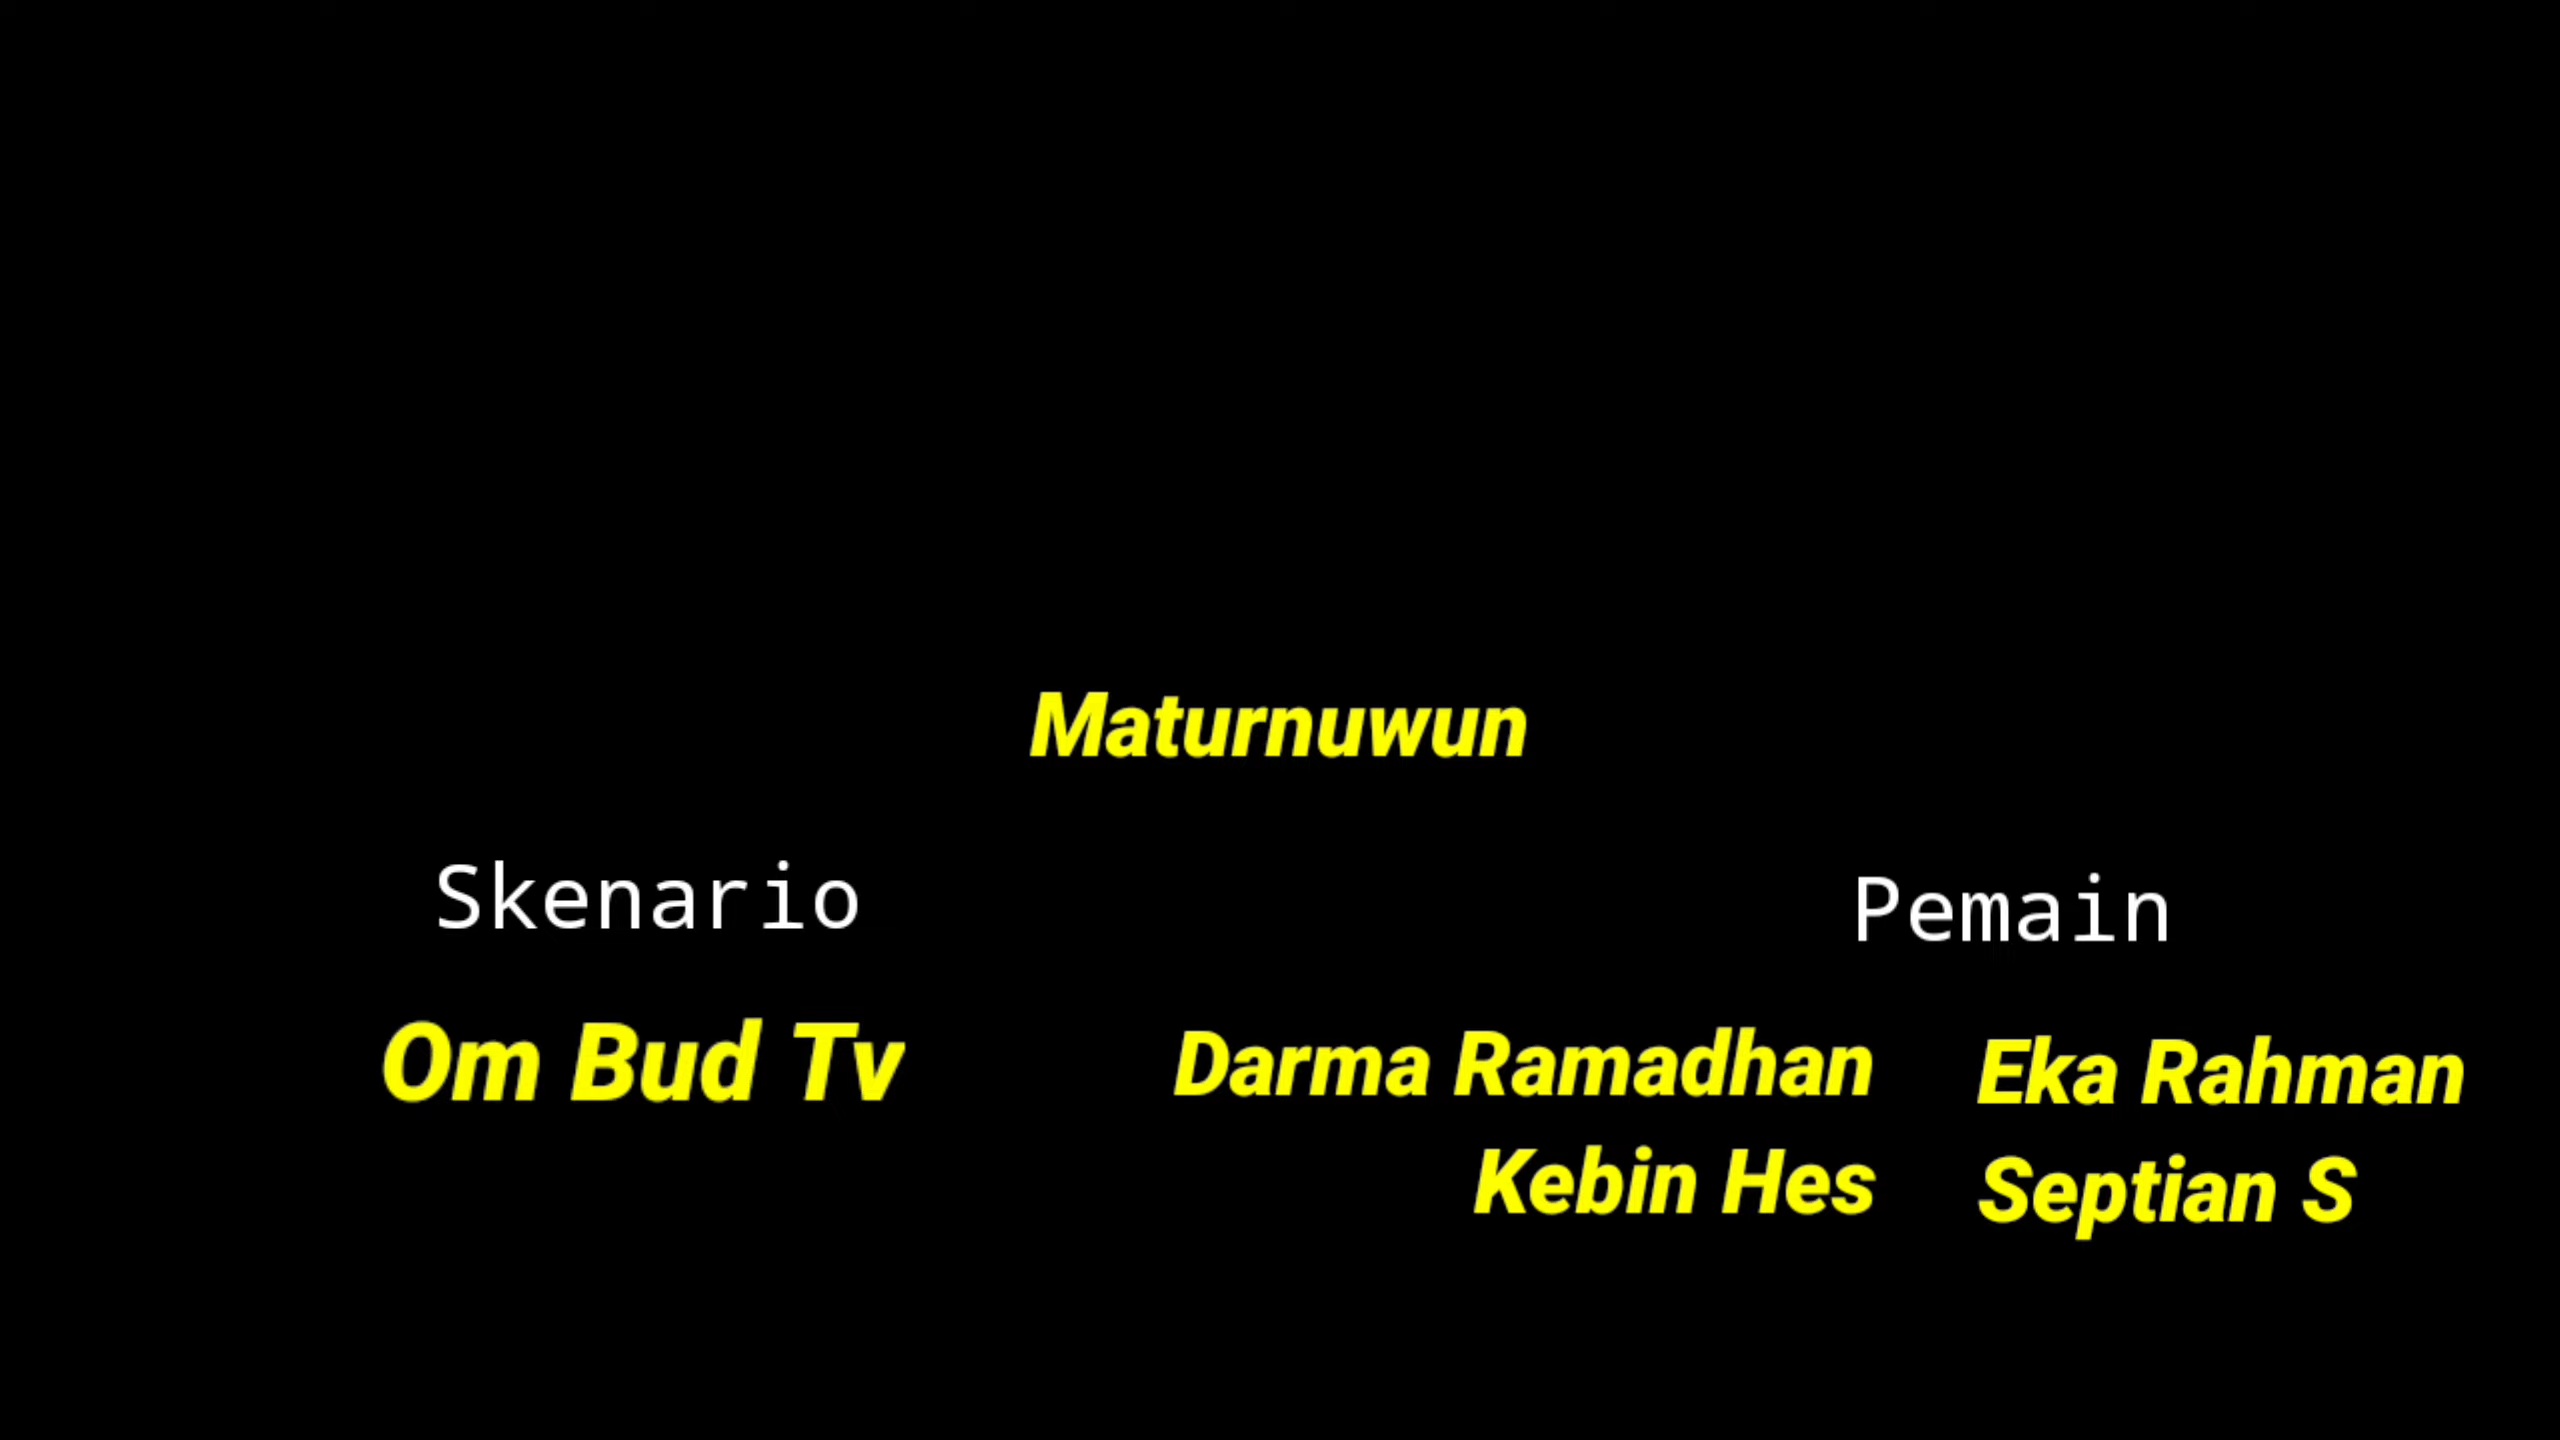 Maturnuwun
Skenario
Om Bud Tv
Pemain
Darma Ramadhan
Eka Rahman
Kebin Hes
Septian S